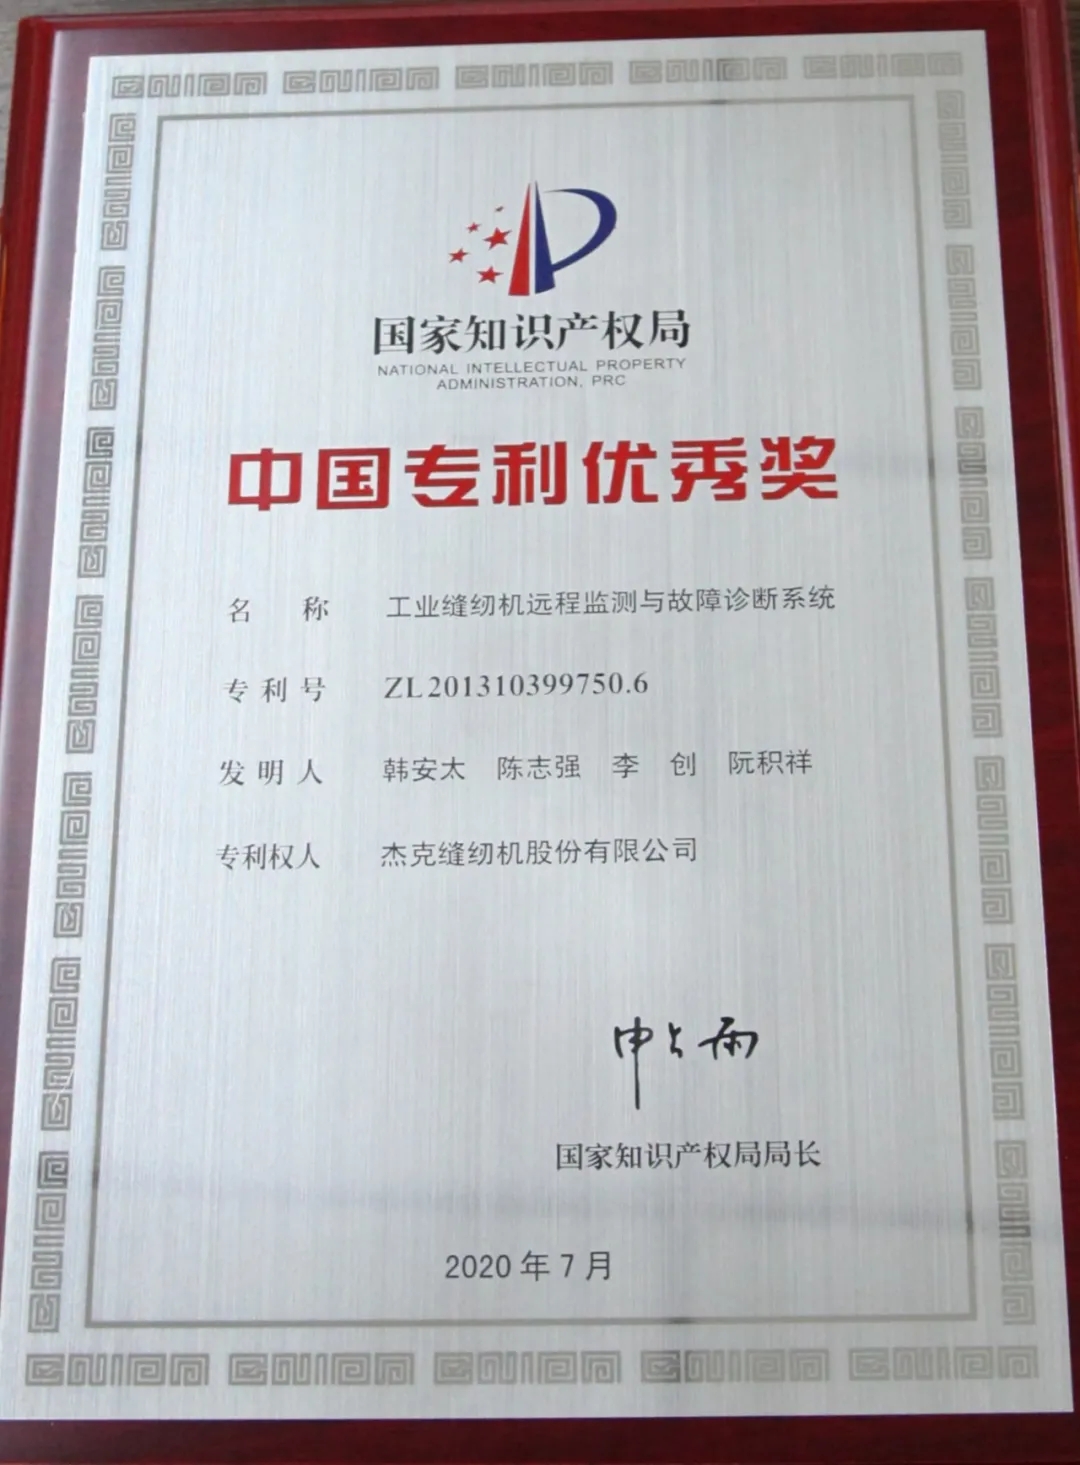 国家知识产权局
NATIONAL INTELLECTUAL PROPERTY
ADMINISTRATION, PRC
中国专利优秀奖
名 称 工业缝纫机远程监测与故障诊断系统
专利号 ZL201310399750.6
发明人 韩安太 陈志强 李 创 阮积祥
专利权人 杰克缝纫机股份有限公司
申长雨
国家知识产权局局长
2020年7月